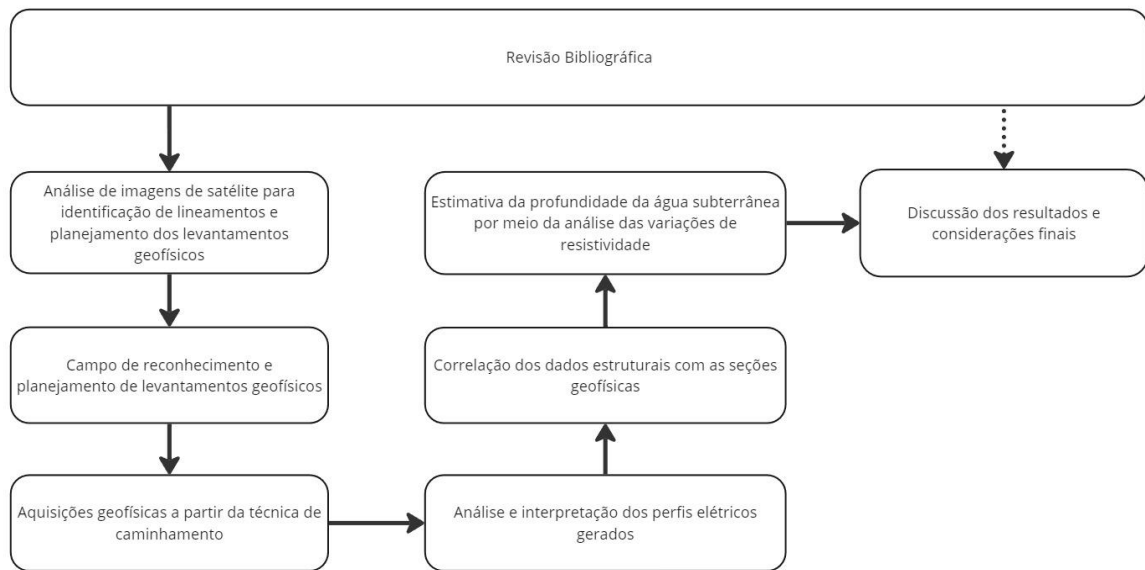 Revisão Bibliográfica
Análise de imagens de satélite para
identificação de lineamentos e
planejamento dos levantamentos
geofísicos
Campo de reconhecimento e
planejamento de levantamentos geofísicos
Aquisições geofísicas a partir da técnica de
caminhamento
Análise e interpretação dos perfis elétricos
gerados
Correlação dos dados estruturais com as seções
geofísicas
Estimativa da profundidade da água subterrânea
por meio da análise das variações de
resistividade
Discussão dos resultados e
considerações finais